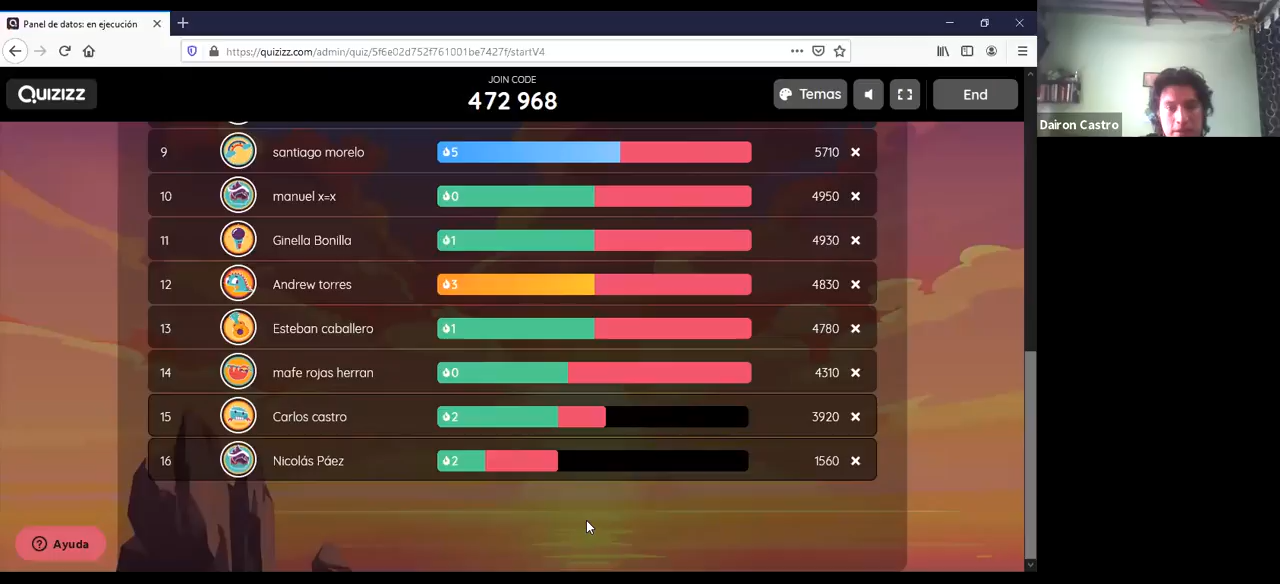 Panel de datos: en ejecución
https://quizizz.com/admin/quiz/5f6e02d752f761001be7427f/startV4
Quizizz
JOIN CODE
472 968
Temas
End
Dairon Castro
9 santiago morelo 5 5710
10 manuel x=x 0 4950
11 Ginella Bonilla 1 4930
12 Andrew torres 3 4830
13 Esteban caballero 1 4780
14 mafe rojas herran 0 4310
15 Carlos castro 2 3920
16 Nicolás Páez 2 1560
Ayuda